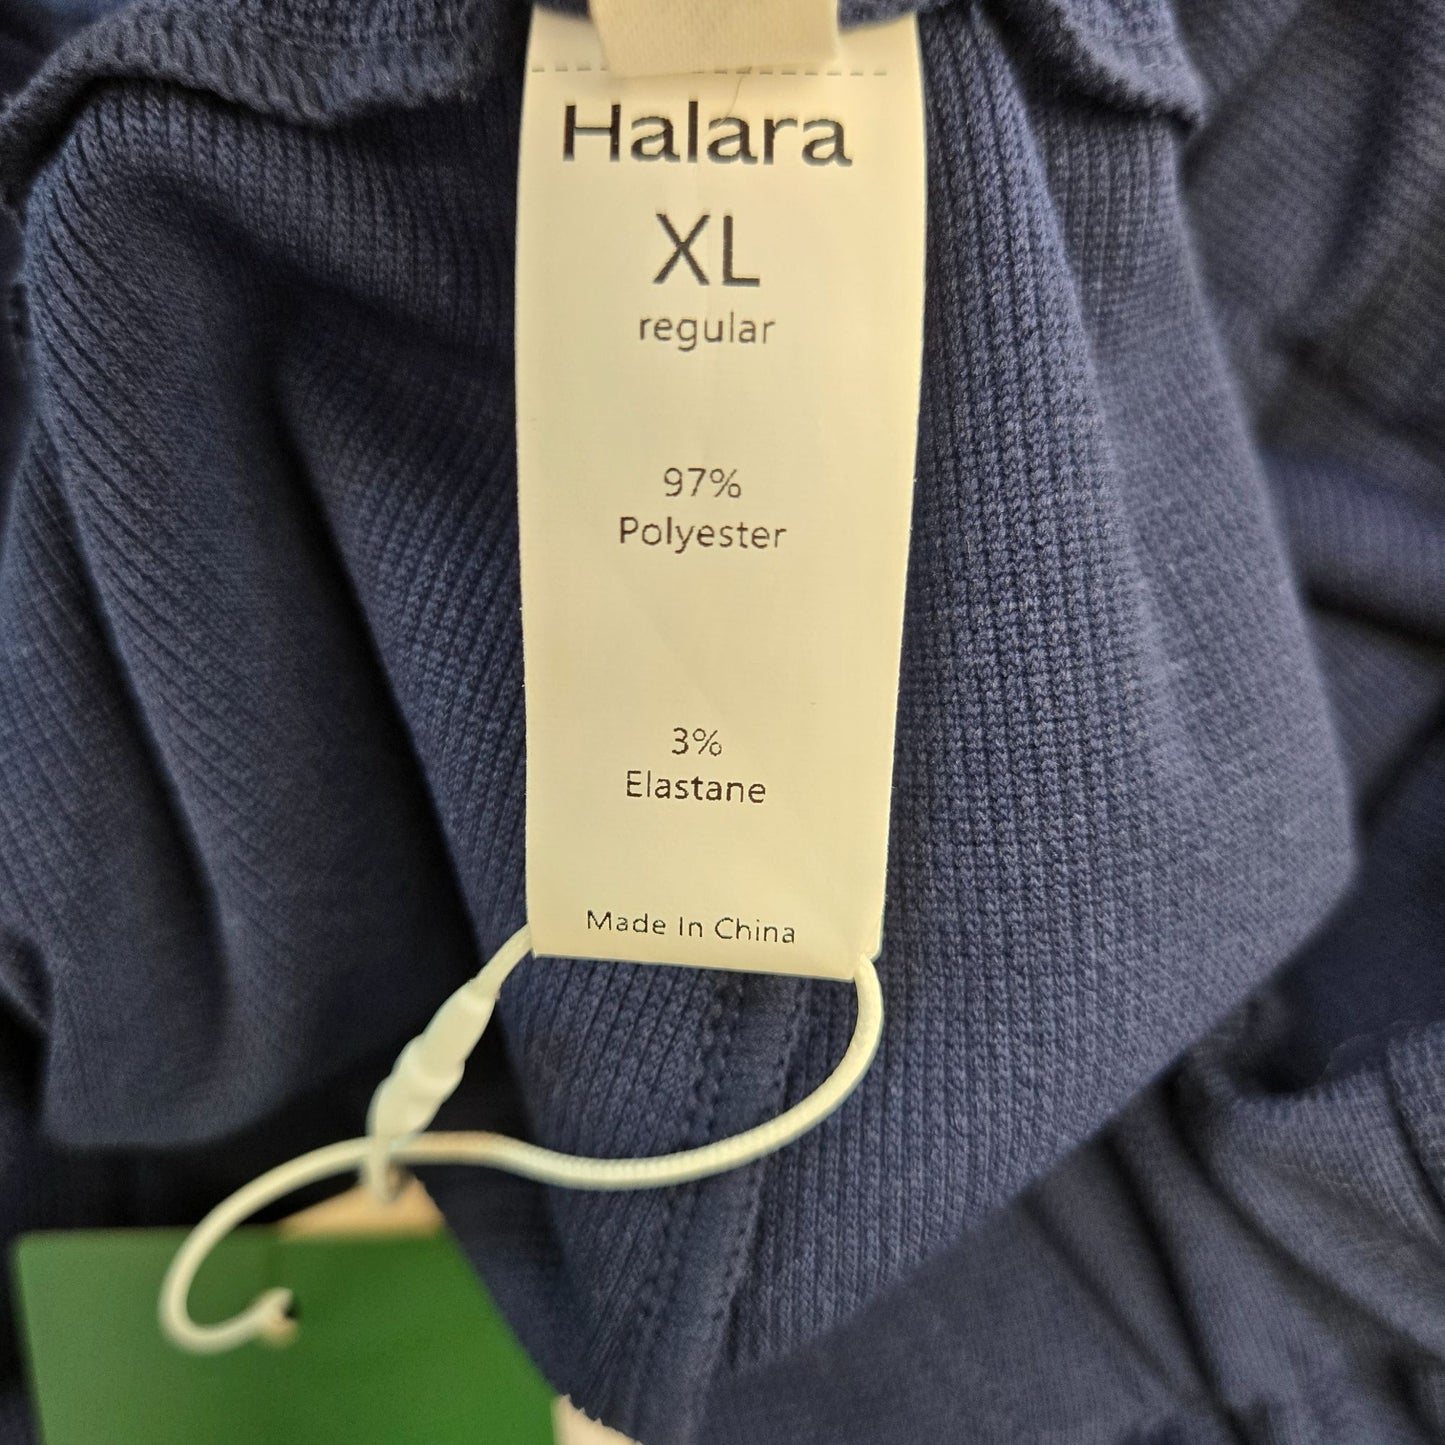 Halara
XL
regular
97%
Polyester
3%
Elastane
Made In China